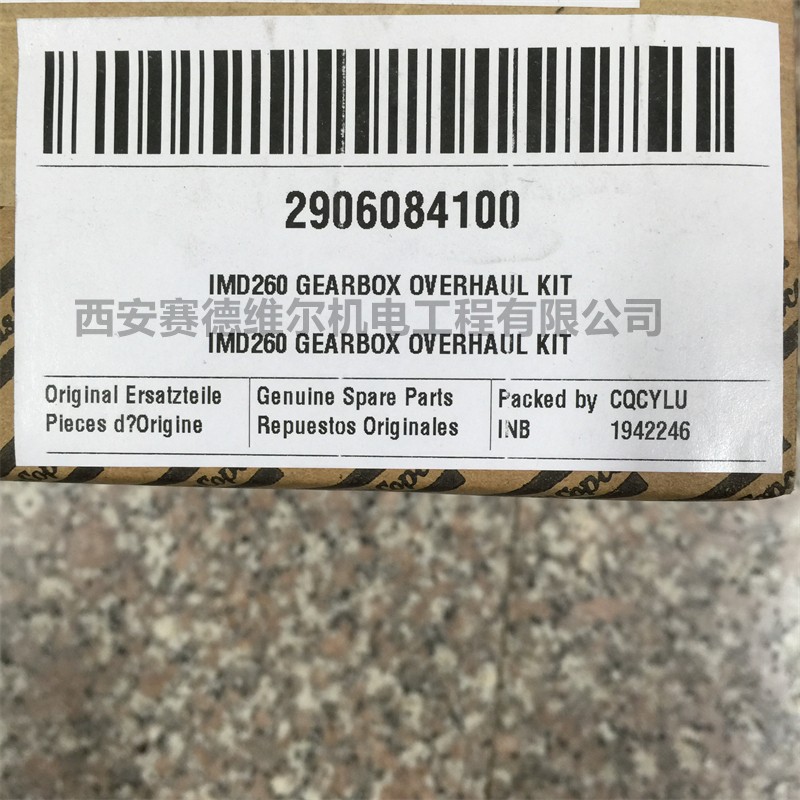 2906084100
IMD260 GEARBOX OVERHAUL KIT
西安赛德维尔机电工程有限公司
IMD260 GEARBOX OVERHAUL KIT
Original Ersatzteile
Pieces d?Origine
Genuine Spare Parts
Repuestos Originales
Packed by CQCYLU
INB 1942246